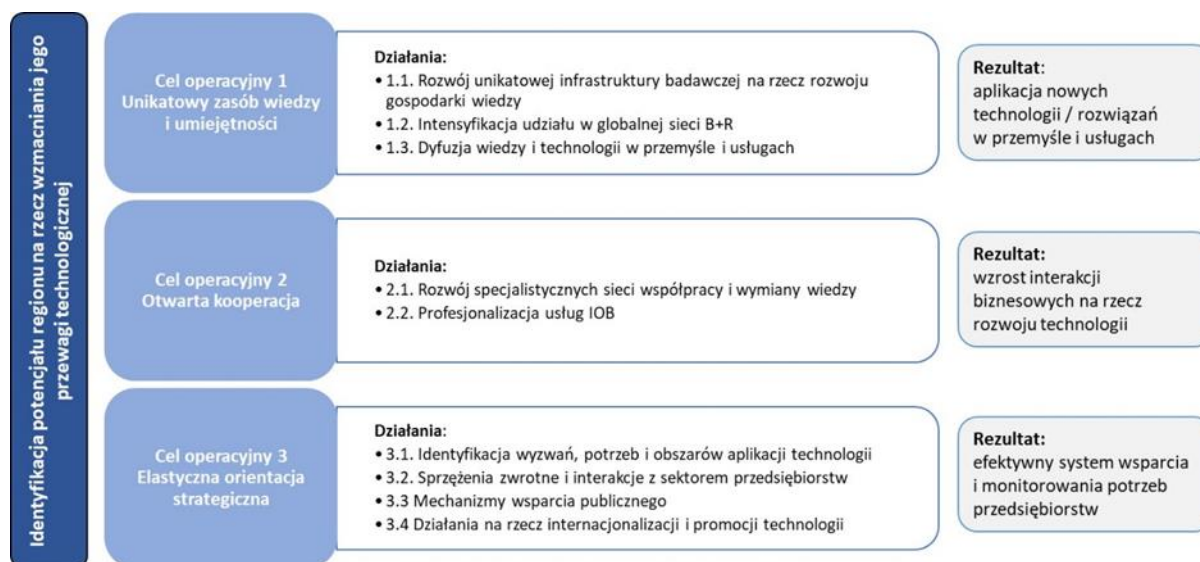 Identyfikacja potencjału regionu na rzecz wzmacniania jego
przewagi technologicznej
Cel operacyjny 1
Unikatowy zasób wiedzy
i umiejętności
Działania:
• 1.1. Rozwój unikatowej infrastruktury badawczej na rzecz rozwoju
gospodarki wiedzy
• 1.2. Intensyfikacja udziału w globalnej sieci B+R
• 1.3. Dyfuzja wiedzy i technologii w przemyśle i usługach
Rezultat:
aplikacja nowych
technologii / rozwiązań
w przemyśle i usługach
Cel operacyjny 2
Otwarta kooperacja
Działania:
• 2.1. Rozwój specjalistycznych sieci współpracy i wymiany wiedzy
• 2.2. Profesjonalizacja usług IOB
Rezultat:
wzrost interakcji
biznesowych na rzecz
rozwoju technologii
Cel operacyjny 3
Elastyczna orientacja
strategiczna
Działania:
• 3.1. Identyfikacja wyzwań, potrzeb i obszarów aplikacji technologii
• 3.2. Sprzężenia zwrotne i interakcje z sektorem przedsiębiorstw
• 3.3 Mechanizmy wsparcia publicznego
• 3.4 Działania na rzecz internacjonalizacji i promocji technologii
Rezultat:
efektywny system wsparcia
i monitorowania potrzeb
przedsiębiorstw